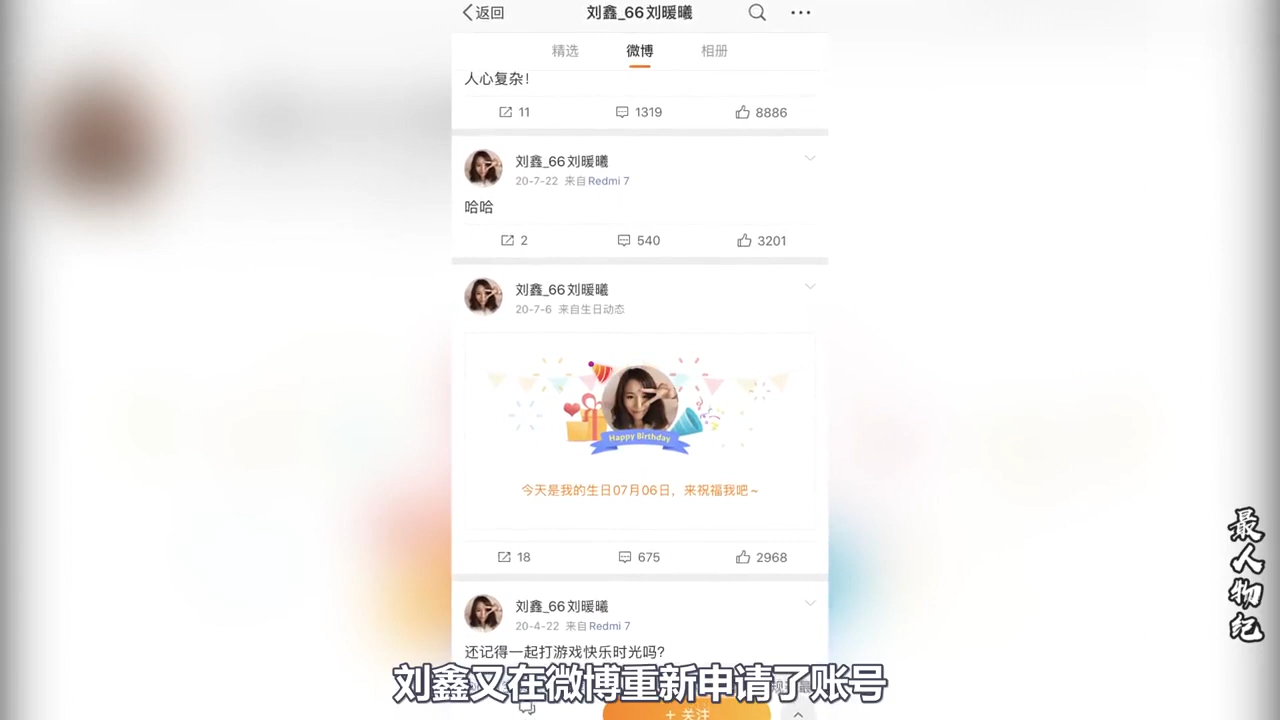 返回
刘鑫_66刘暖曦
精选 微博 相册
人心复杂！
11 1319 8886
刘鑫_66刘暖曦
20-7-22 来自Redmi 7
哈哈
2 540 3201
刘鑫_66刘暖曦
20-7-6 来自生日动态
Happy Birthday
今天是我的生日07月06日，来祝福我吧~
18 675 2968
刘鑫_66刘暖曦
20-4-22 来自Redmi 7
还记得一起打游戏快乐时光吗?
刘鑫又在微博重新申请了账号
+ 关注
最人物纪